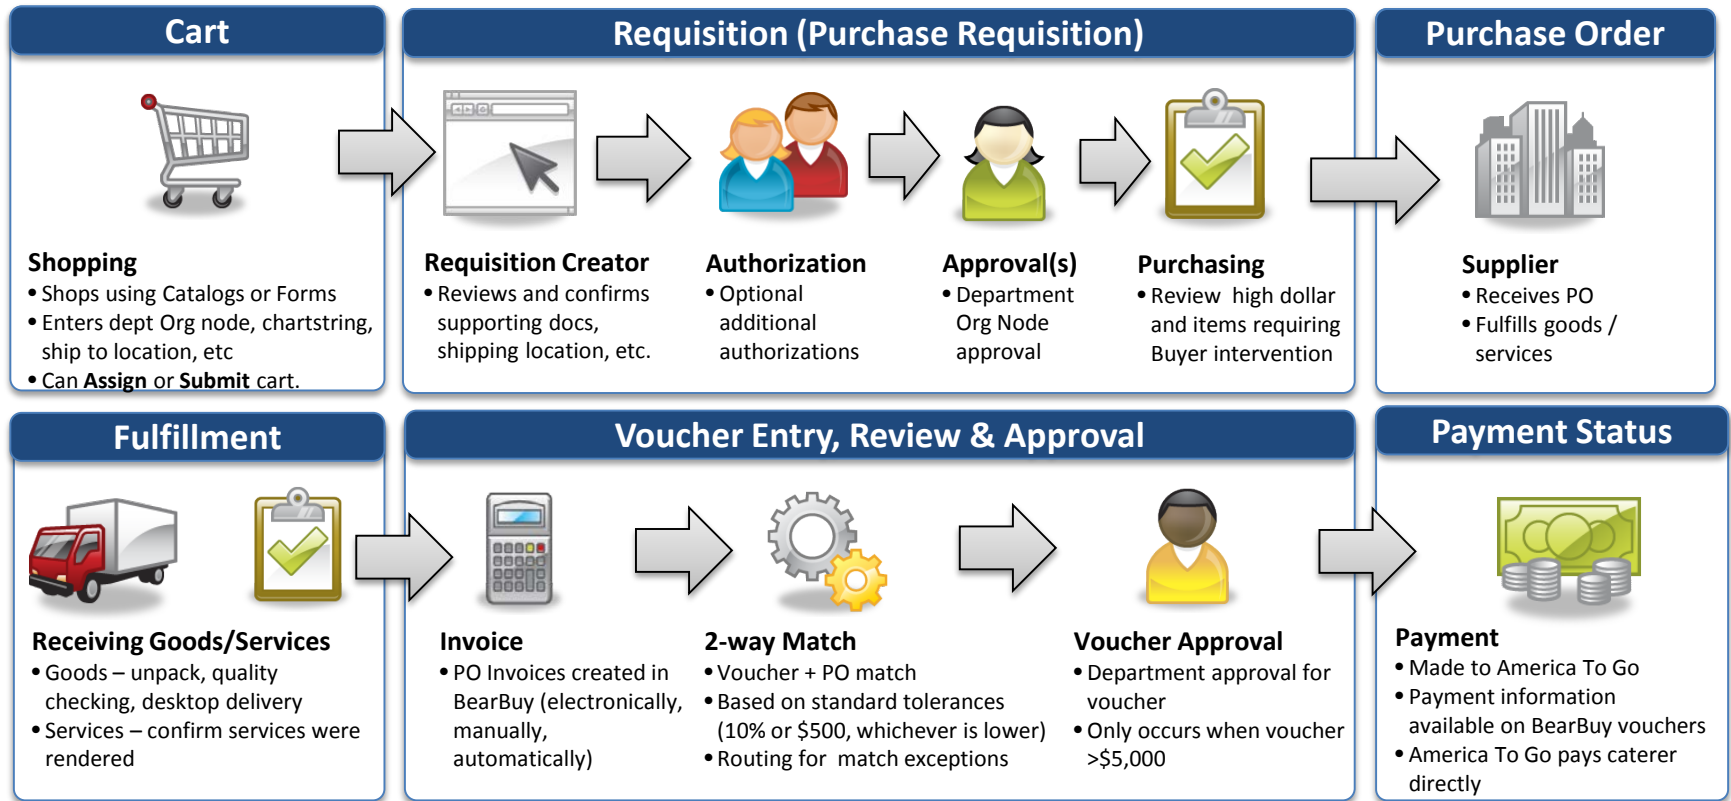 Cart
Requisition (Purchase Requisition)
Purchase Order
Shopping
• Shops using Catalogs or Forms
• Enters dept Org node, chartstring,
ship to location, etc
• Can Assign or Submit cart.
Requisition Creator
• Reviews and confirms
supporting docs,
shipping location, etc.
Authorization
• Optional
additional
authorizations
Approval(s)
• Department
Org Node
approval
Purchasing
• Review high dollar
and items requiring
Buyer intervention
Supplier
• Receives PO
• Fulfills goods /
services
Fulfillment
Voucher Entry, Review & Approval
Payment Status
Receiving Goods/Services
• Goods – unpack, quality
checking, desktop delivery
• Services – confirm services were
rendered
Invoice
• PO Invoices created in
BearBuy (electronically,
manually,
automatically)
2-way Match
• Voucher + PO match
• Based on standard tolerances
(10% or $500, whichever is lower)
• Routing for match exceptions
Voucher Approval
• Department approval for
voucher
• Only occurs when voucher
>$5,000
Payment
• Made to America To Go
• Payment information
available on BearBuy vouchers
• America To Go pays caterer
directly